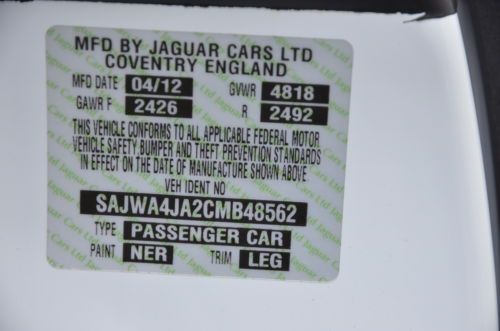 MFD BY JAGUAR CARS LTD
COVENTRY ENGLAND
MFD DATE 04/12 GVWR 4818
GAWR F 2426 R 2492
THIS VEHICLE CONFORMS TO ALL APPLICABLE FEDERAL MOTOR
VEHICLE SAFETY,BUMPER AND THEFT PREVENTION STANDARDS
IN EFFECT ON THE DATE OF MANUFACTURE SHOWN ABOVE
VEH IDENT NO
SAJWA4JA2CMB48562
TYPE PASSENGER CAR
PAINT NER TRIM LEG